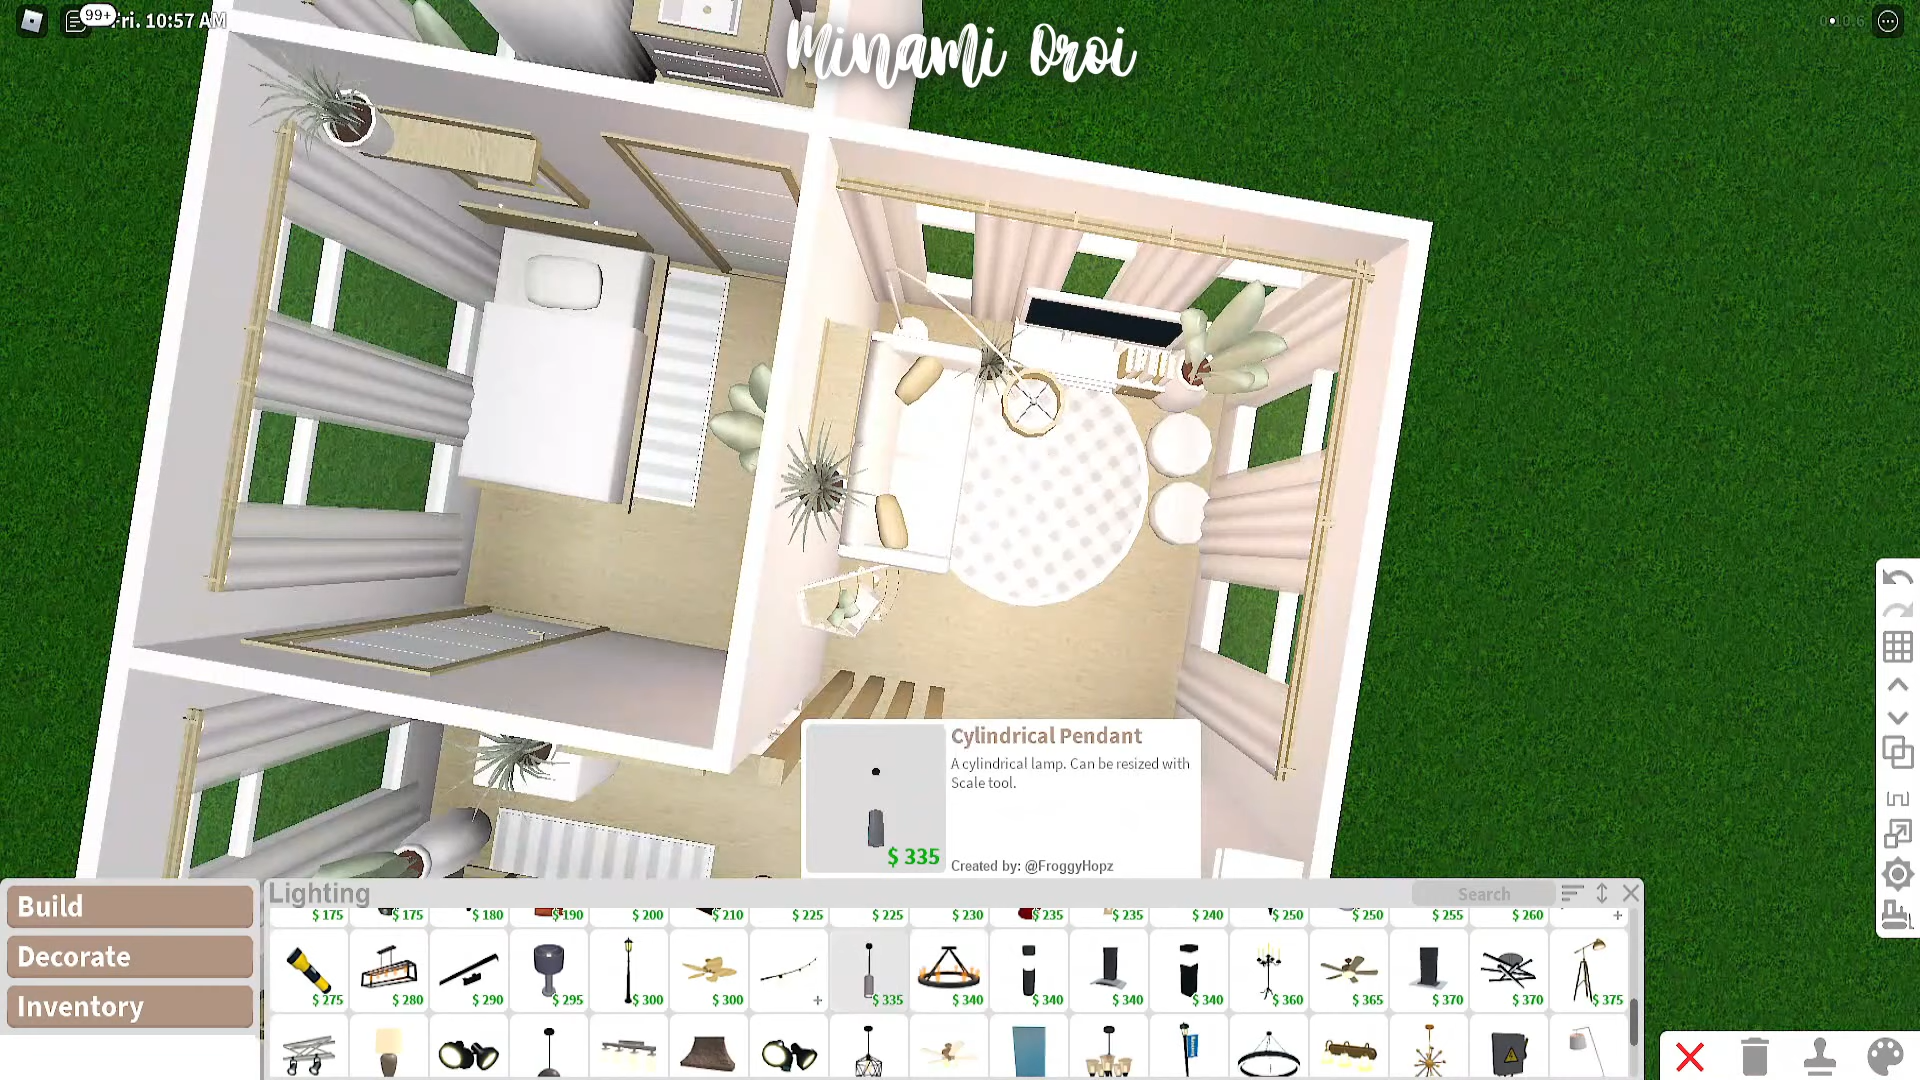 99+
Fri. 10:57 AM
Minami Oroi
Cylindrical Pendant
A cylindrical lamp. Can be resized with
Scale tool.
$ 335
Created by: @FroggyHopz
Build
Decorate
Inventory
Lighting
Search
$ 175 $ 175 $ 180 $ 190 $ 200 $ 210 $ 225 $ 225 $ 230 $ 235 $ 235 $ 240 $ 250 $ 250 $ 255 $ 260 +
$ 275 $ 280 $ 290 $ 295 $ 300 $ 300 + $ 335 $ 340 $ 340 $ 340 $ 340 $ 360 $ 365 $ 370 $ 370 $ 375